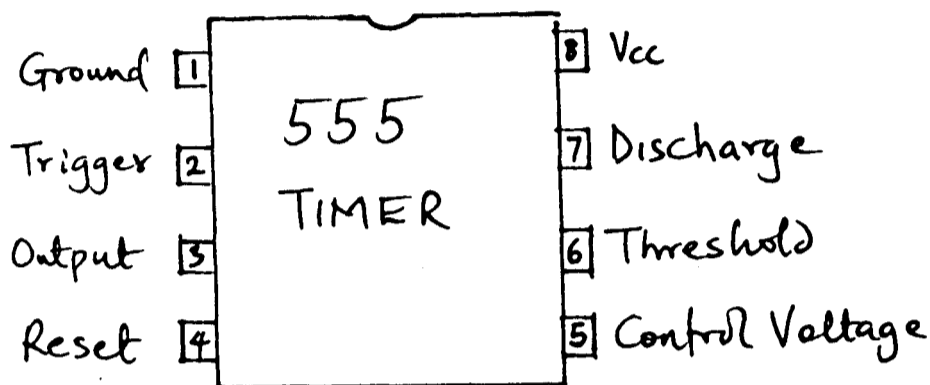 Ground 1
8 Vcc
555
Trigger 2
7 Discharge
TIMER
Output 3
6 Threshold
Reset 4
5 Control Voltage